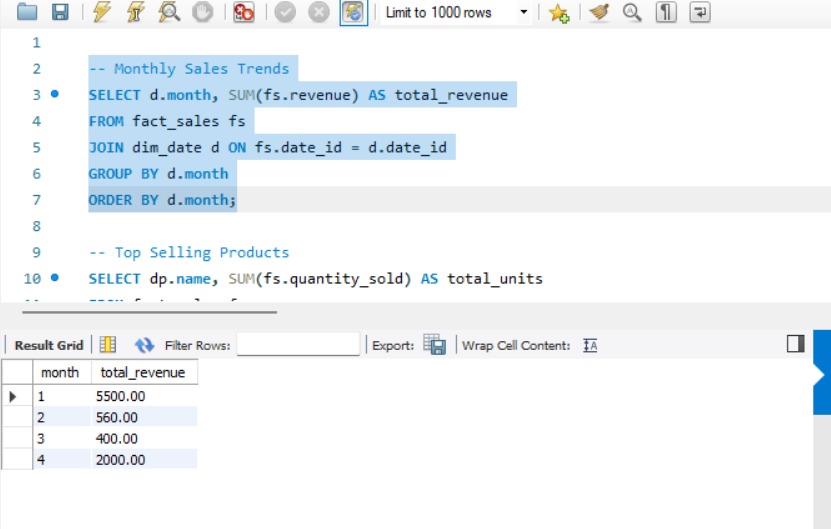 Limit to 1000 rows
1
2 -- Monthly Sales Trends
3 SELECT d.month, SUM(fs.revenue) AS total_revenue
4 FROM fact_sales fs
5 JOIN dim_date d ON fs.date_id = d.date_id
6 GROUP BY d.month
7 ORDER BY d.month;
8
9 -- Top Selling Products
10 SELECT dp.name, SUM(fs.quantity_sold) AS total_units
Result Grid Filter Rows: Export: Wrap Cell Content: IA
month total_revenue
1 5500.00
2 560.00
3 400.00
4 2000.00